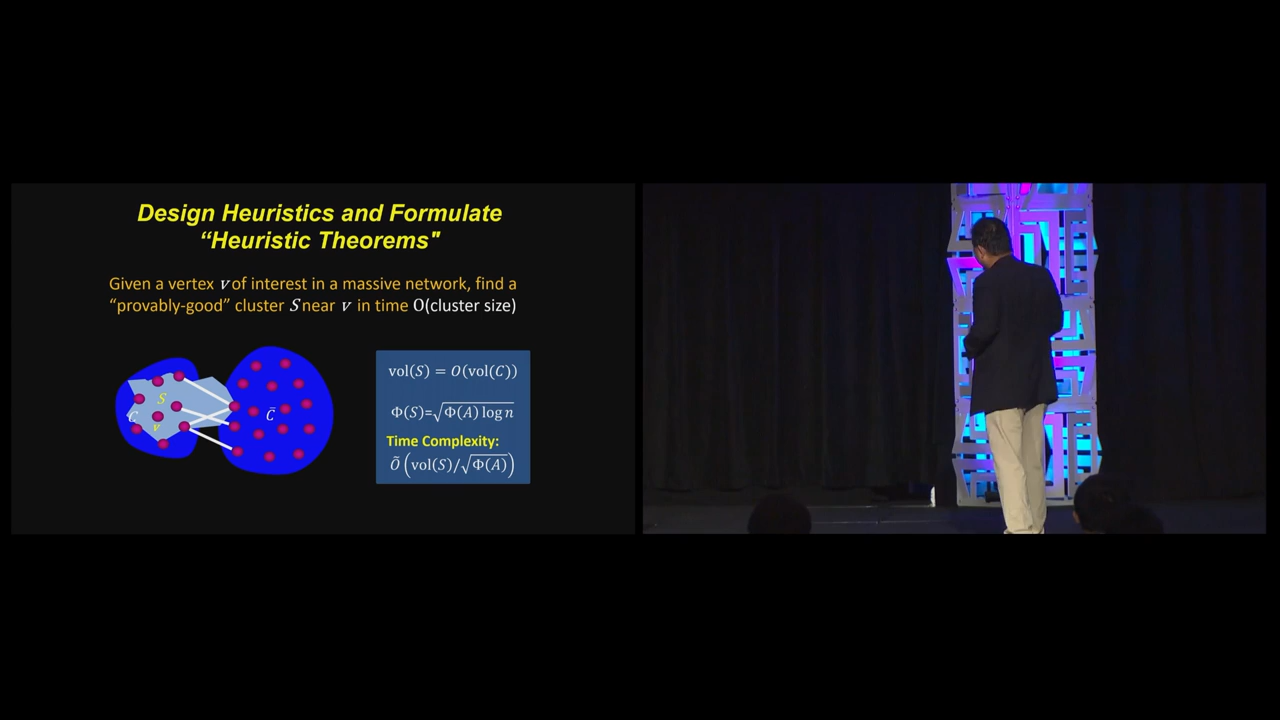 Design Heuristics and Formulate
“Heuristic Theorems"
Given a vertex v of interest in a massive network, find a
“provably-good” cluster S near v in time O(cluster size)
vol(S) = O(vol(C))
Φ(S)=√Φ(A) log n
Time Complexity:
Õ(vol(S)/√Φ(A))
S
C
v
C̄